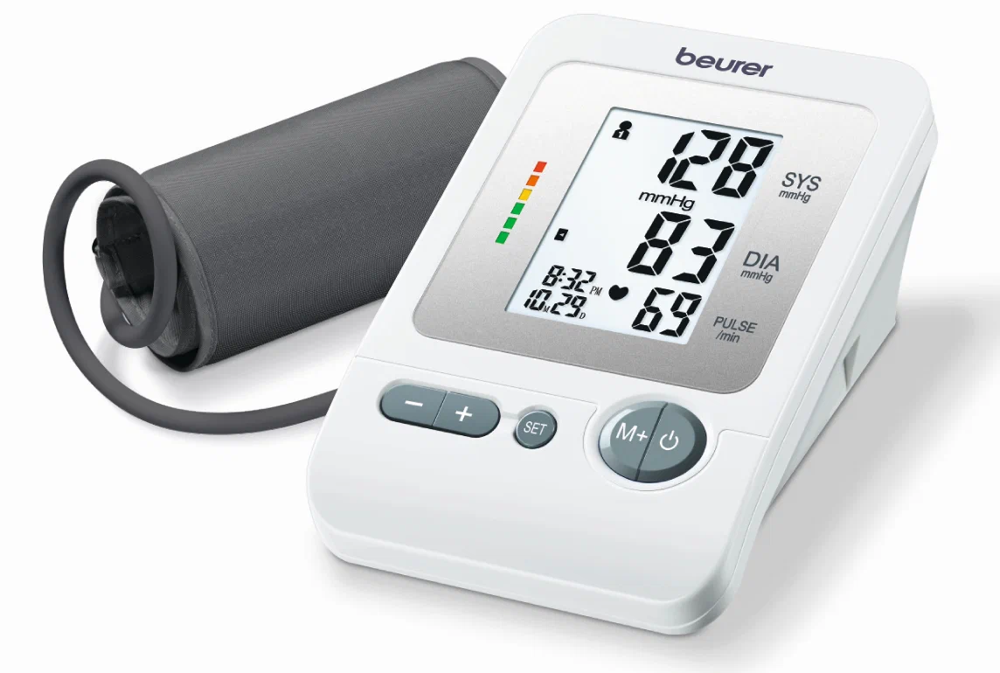 beurer
128
SYS
mmHg
mmHg
83
DIA
mmHg
8:32 PM
10M 29D
69
PULSE
/min
− +
SET
M+